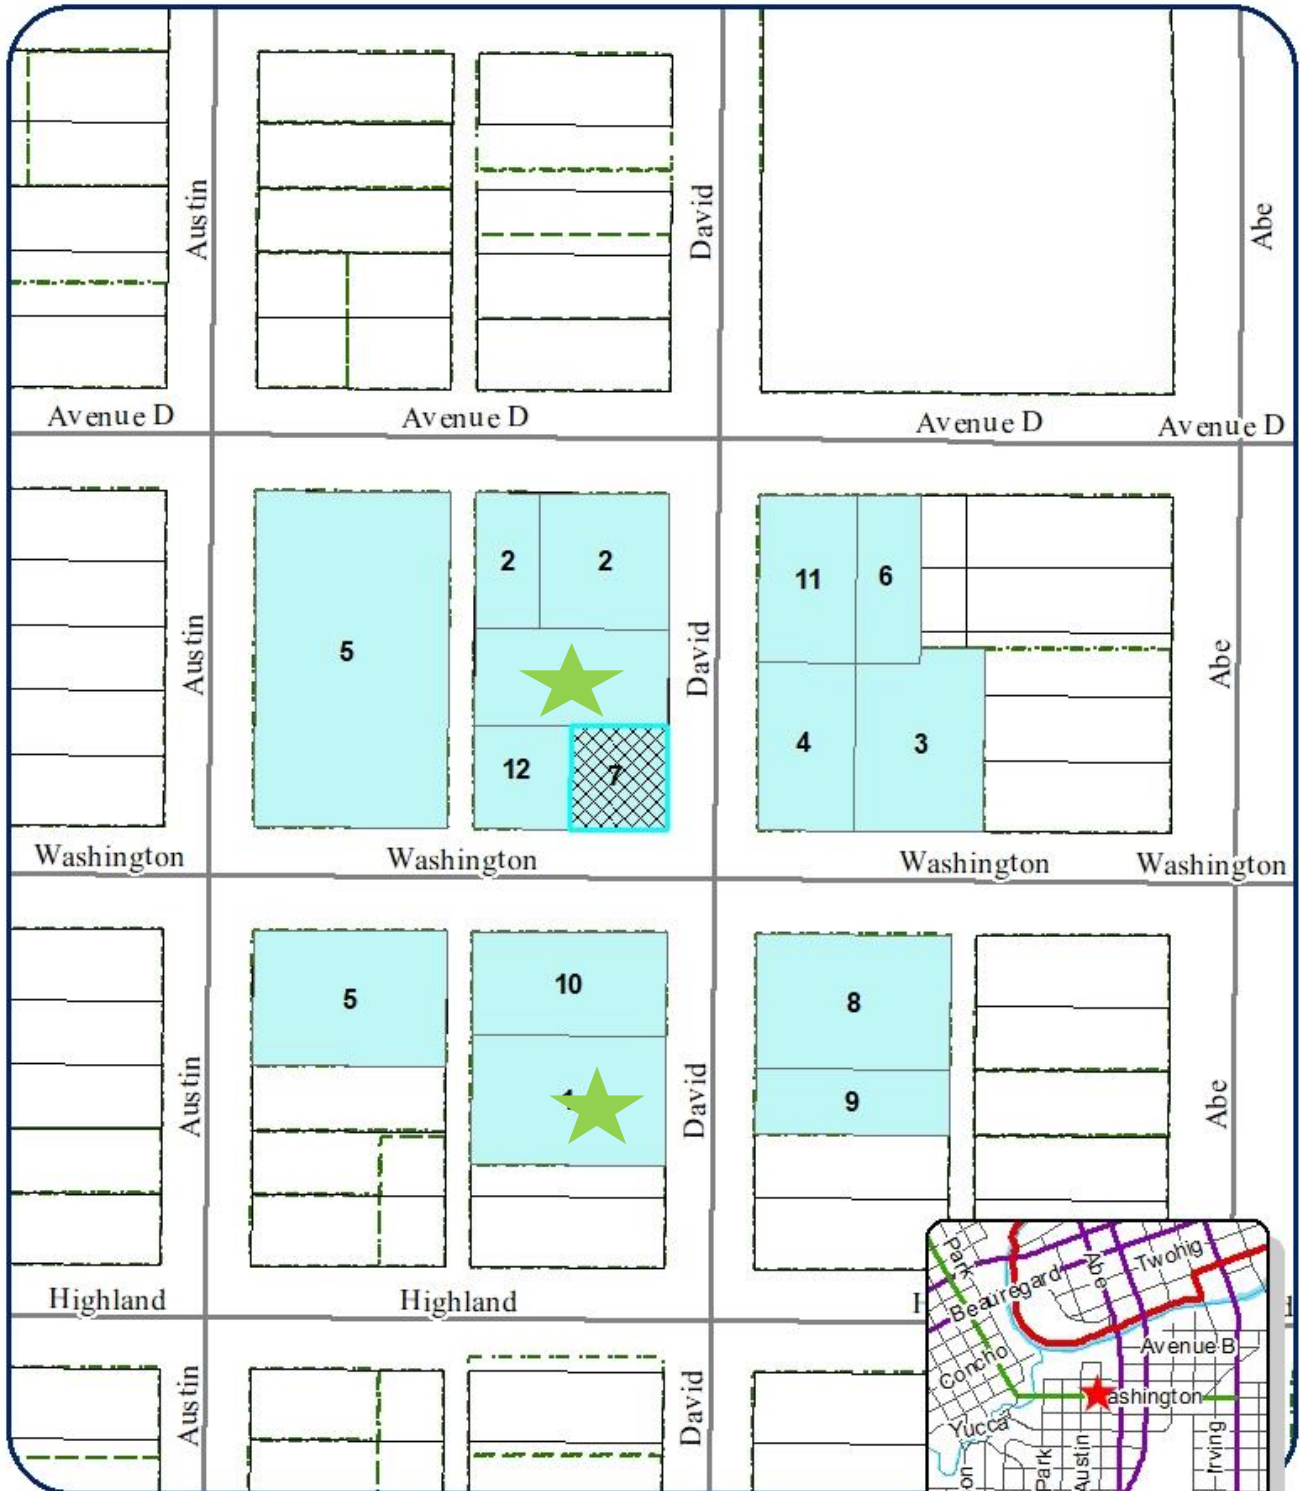 Austin
David
Abe
Avenue D
Avenue D
Avenue D
Avenue D
2
2
11
6
5
Austin
David
Abe
4
3
12
7
Washington
Washington
Washington
Washington
10
5
8
Austin
David
Abe
9
Highland
Highland
Austin
David
Park
Abe
Twohig
Beauregard
Avenue B
Concho
ashington
Yucca
Park
Austin
Irving
on